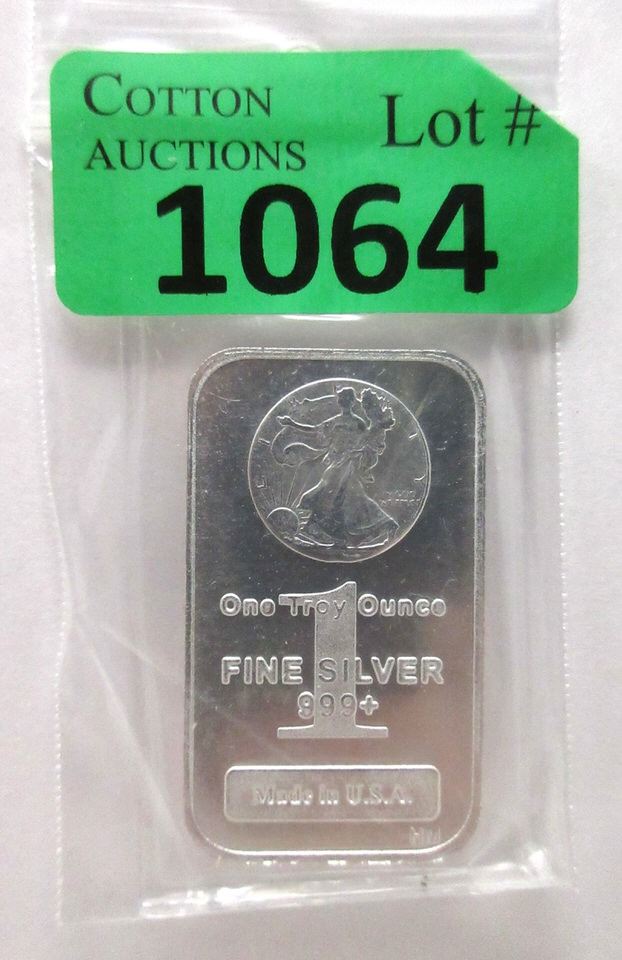 COTTON
AUCTIONS
Lot #
1064
One Troy Ounce
1
FINE SILVER
999+
Made in U.S.A.
HM